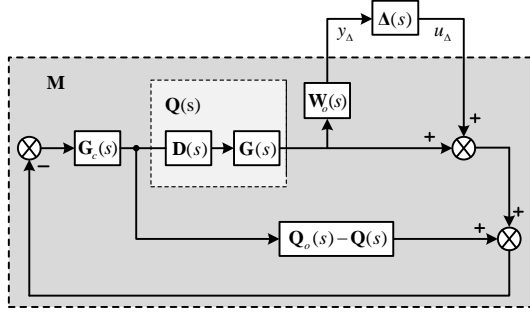 y_Δ
Δ(s)
u_Δ
M
Q(s)
W_o(s)
G_c(s)
D(s)
G(s)
+
+
−
+
Q_o(s)−Q(s)
+